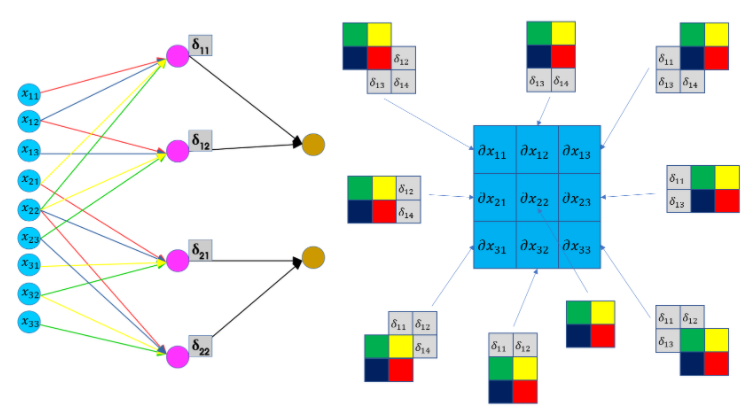 x₁₁
x₁₂
x₁₃
x₂₁
x₂₂
x₂₃
x₃₁
x₃₂
x₃₃
δ₁₁
δ₁₂
δ₂₁
δ₂₂
δ₁₂
δ₁₃ δ₁₄
δ₁₃ δ₁₄
δ₁₁
δ₁₃ δ₁₄
∂x₁₁ ∂x₁₂ ∂x₁₃
∂x₂₁ ∂x₂₂ ∂x₂₃
∂x₃₁ ∂x₃₂ ∂x₃₃
δ₁₂
δ₁₄
δ₁₁
δ₁₃
δ₁₁ δ₁₂
δ₁₄
δ₁₁ δ₁₂
δ₁₁ δ₁₂
δ₁₃